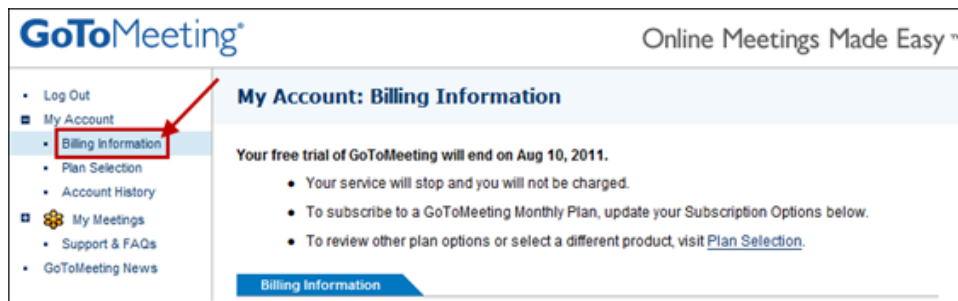 GoToMeeting®
Online Meetings Made Easy ™
Log Out
My Account
Billing Information
Plan Selection
Account History
My Meetings
Support & FAQs
GoToMeeting News
My Account: Billing Information
Your free trial of GoToMeeting will end on Aug 10, 2011.
• Your service will stop and you will not be charged.
• To subscribe to a GoToMeeting Monthly Plan, update your Subscription Options below.
• To review other plan options or select a different product, visit Plan Selection.
Billing Information